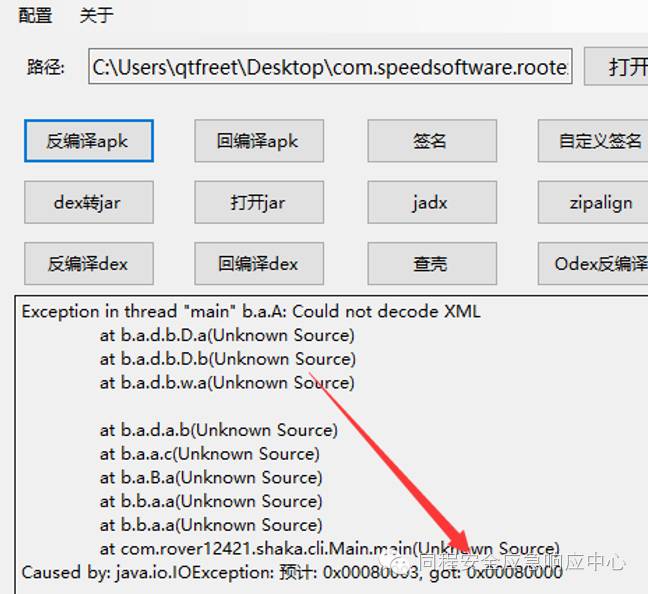 配置 关于
路径: C:\Users\qtfreet\Desktop\com.speedsoftware.roote 打开
反编译apk 回编译apk 签名 自定义签名
dex转jar 打开jar jadx zipalign
反编译dex 回编译dex 查壳 Odex反编译
Exception in thread "main" b.a.A: Could not decode XML
at b.a.d.b.D.a(Unknown Source)
at b.a.d.b.D.b(Unknown Source)
at b.a.d.b.w.a(Unknown Source)
at b.a.d.a.b(Unknown Source)
at b.a.a.c(Unknown Source)
at b.a.B.a(Unknown Source)
at b.b.a.a(Unknown Source)
at b.b.a.a(Unknown Source)
at com.rover12421.shaka.cli.Main.main(Unknown Source)
同程安全应急响应中心
Caused by: java.io.IOException: 预计: 0x00080003, got: 0x00080000